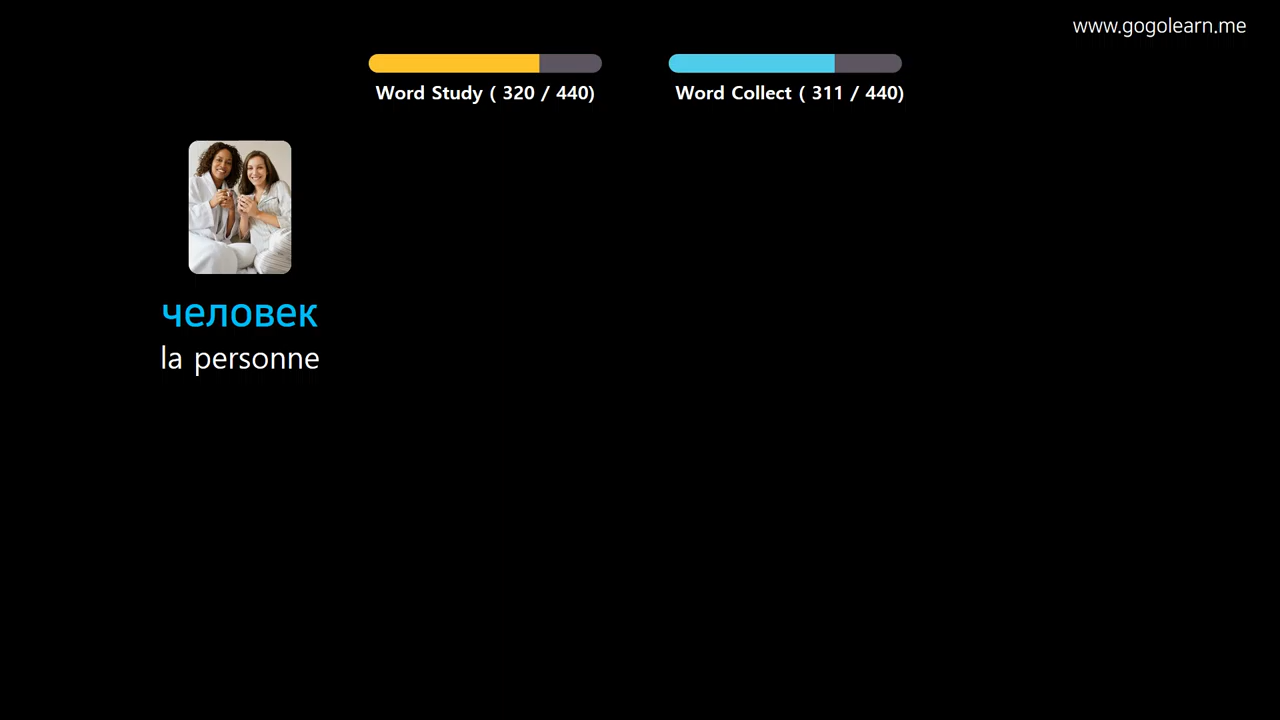 www.gogolearn.me
Word Study ( 320 / 440)
Word Collect ( 311 / 440)
человек
la personne